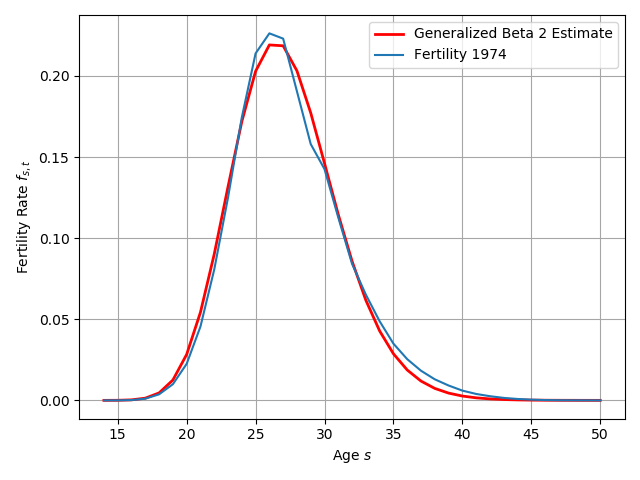 Generalized Beta 2 Estimate
Fertility 1974
Fertility Rate f_{s,t}
0.20
0.15
0.10
0.05
0.00
15 20 25 30 35 40 45 50
Age s